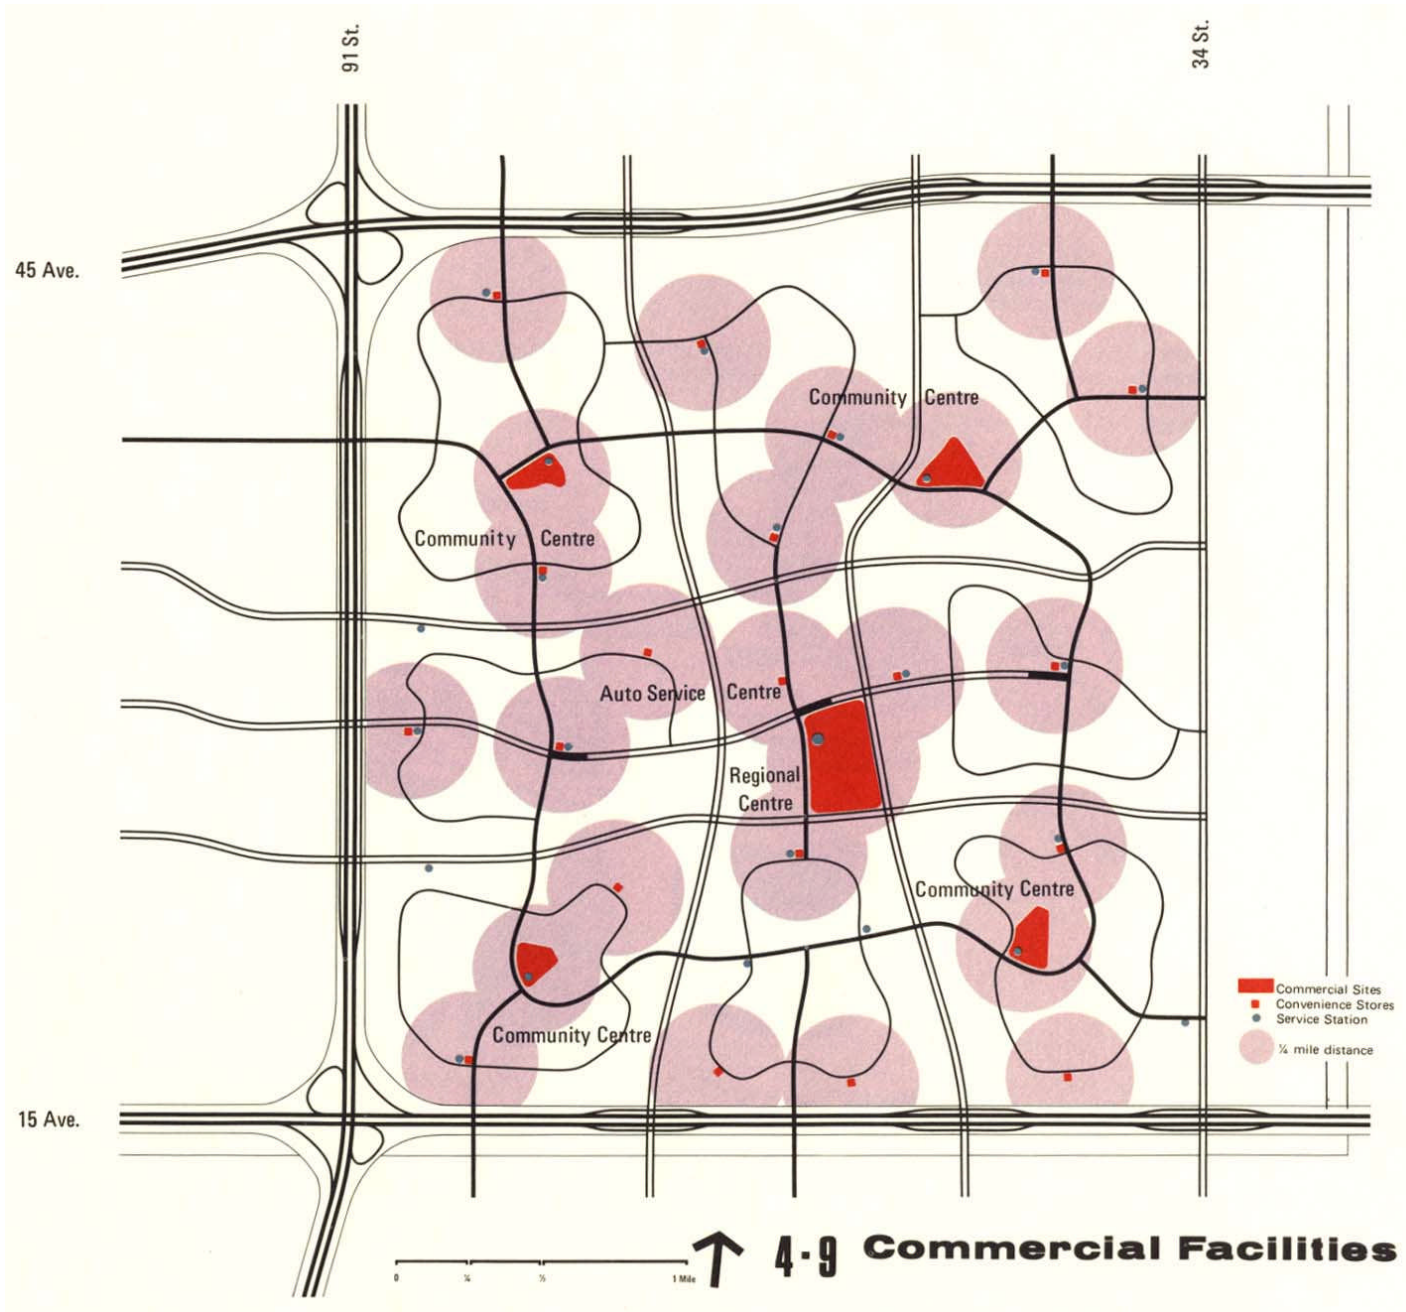 91 St.
34 St.
45 Ave.
Community Centre
Community Centre
Auto Service Centre
Regional
Centre
Community Centre
Commercial Sites
Convenience Stores
Service Station
¼ mile distance
Community Centre
15 Ave.
0 ¼ ½ 1 Mile
4-9 Commercial Facilities